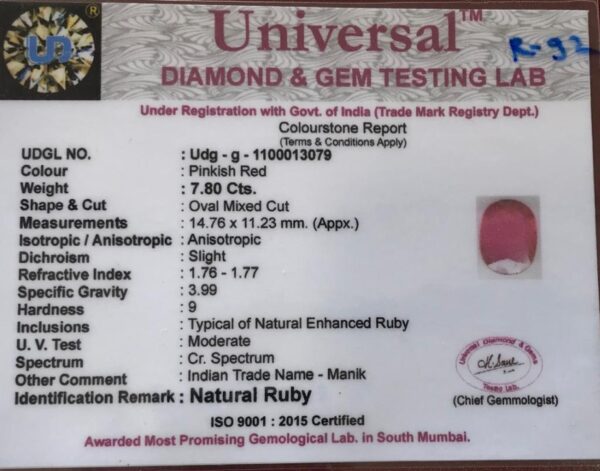 Universal™
R-92
DIAMOND & GEM TESTING LAB
Under Registration with Govt. of India (Trade Mark Registry Dept.)
Colourstone Report
(Terms & Conditions Apply)
UDGL NO. : Udg - g - 1100013079
Colour : Pinkish Red
Weight : 7.80 Cts.
Shape & Cut : Oval Mixed Cut
Measurements : 14.76 x 11.23 mm. (Appx.)
Isotropic / Anisotropic : Anisotropic
Dichroism : Slight
Refractive Index : 1.76 - 1.77
Specific Gravity : 3.99
Hardness : 9
Inclusions : Typical of Natural Enhanced Ruby
U. V. Test : Moderate
Spectrum : Cr. Spectrum
Other Comment : Indian Trade Name - Manik
Identification Remark : Natural Ruby
Universal Diamond & Gems
Testing Lab.
(Chief Gemmologist)
ISO 9001 : 2015 Certified
Awarded Most Promising Gemological Lab. in South Mumbai.